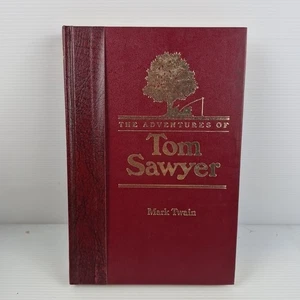 THE ADVENTURES OF
Tom
Sawyer
Mark Twain